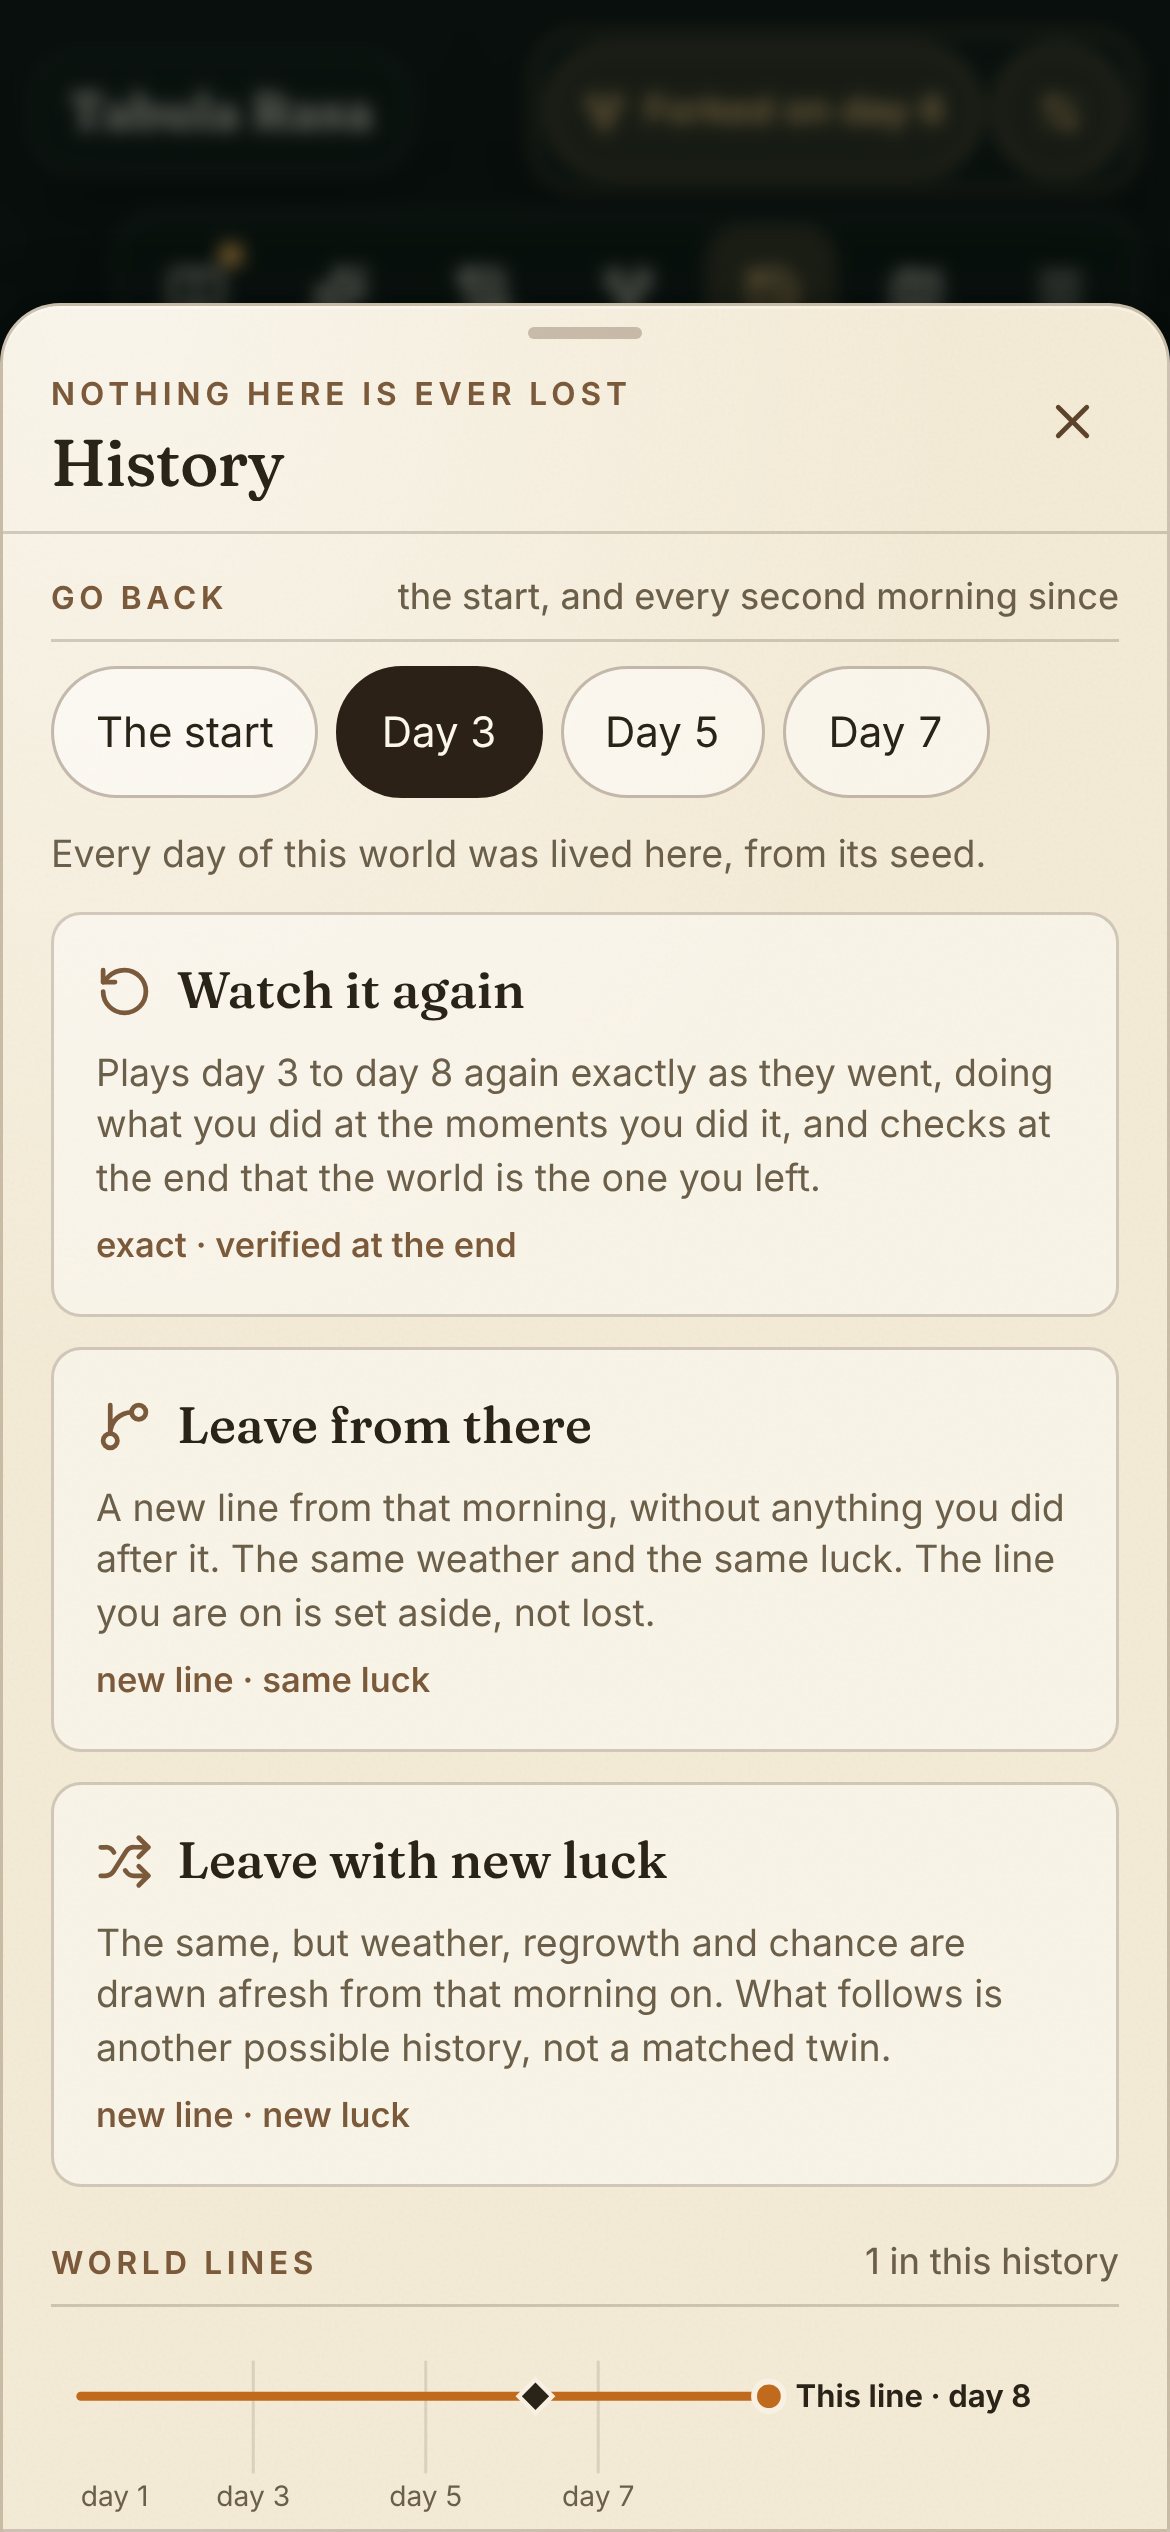 Tabula Rasa
Forked on day 6
NOTHING HERE IS EVER LOST
History
GO BACK
the start, and every second morning since
The start
Day 3
Day 5
Day 7
Every day of this world was lived here, from its seed.
Watch it again
Plays day 3 to day 8 again exactly as they went, doing
what you did at the moments you did it, and checks at
the end that the world is the one you left.
exact · verified at the end
Leave from there
A new line from that morning, without anything you did
after it. The same weather and the same luck. The line
you are on is set aside, not lost.
new line · same luck
Leave with new luck
The same, but weather, regrowth and chance are
drawn afresh from that morning on. What follows is
another possible history, not a matched twin.
new line · new luck
WORLD LINES
1 in this history
This line · day 8
day 1
day 3
day 5
day 7